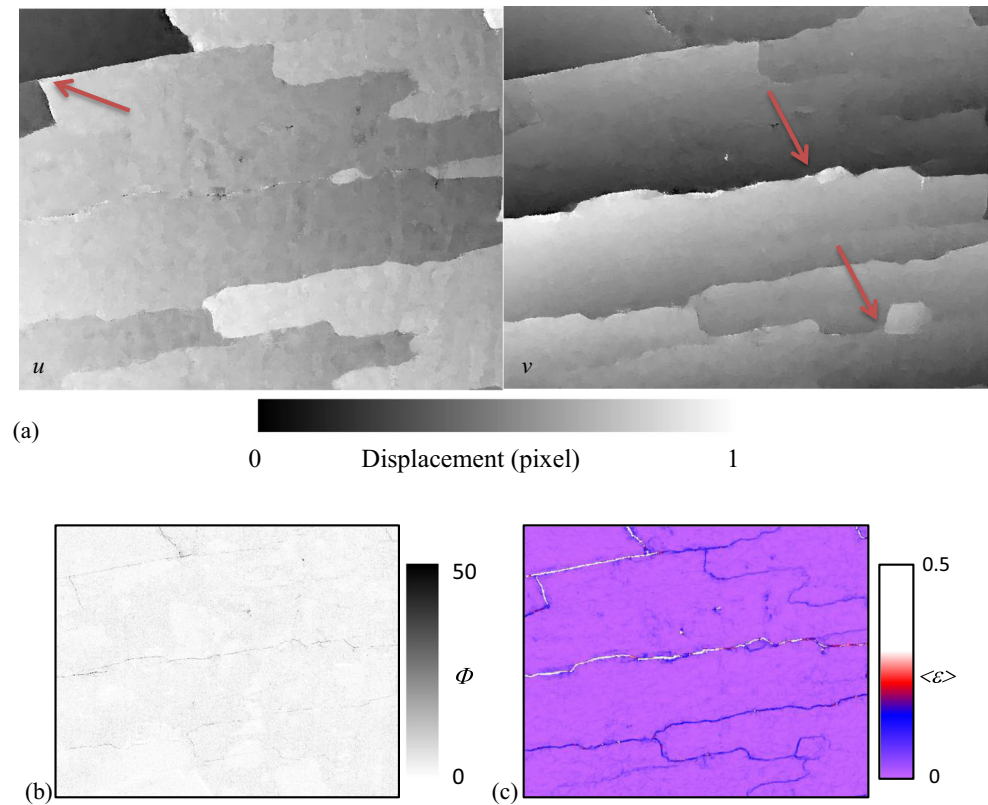 u
v
(a)
0 Displacement (pixel) 1
50
Φ
0
(b)
0.5
<ε>
0
(c)